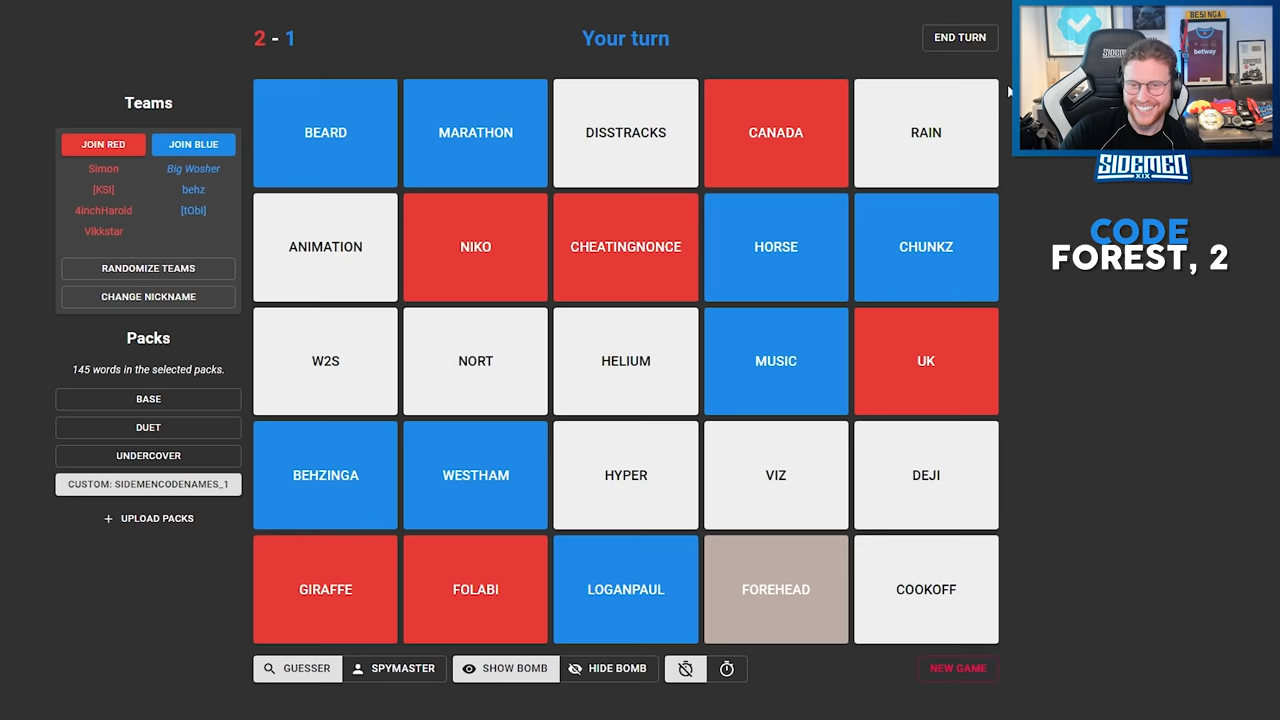 2 - 1
Your turn
END TURN
Teams
JOIN RED
JOIN BLUE
Simon
Big Wosher
[KSI]
behz
4inchHarold
[tObI]
Vikkstar
RANDOMIZE TEAMS
CHANGE NICKNAME
Packs
145 words in the selected packs.
BASE
DUET
UNDERCOVER
CUSTOM: SIDEMENCODENAMES_1
+ UPLOAD PACKS
BEARD
MARATHON
DISSTRACKS
CANADA
RAIN
ANIMATION
NIKO
CHEATINGNONCE
HORSE
CHUNKZ
W2S
NORT
HELIUM
MUSIC
UK
BEHZINGA
WESTHAM
HYPER
VIZ
DEJI
GIRAFFE
FOLABI
LOGANPAUL
FOREHEAD
COOKOFF
GUESSER
SPYMASTER
SHOW BOMB
HIDE BOMB
NEW GAME
BESINGA
betway
SIDEMEN
XIX
CODE
FOREST, 2